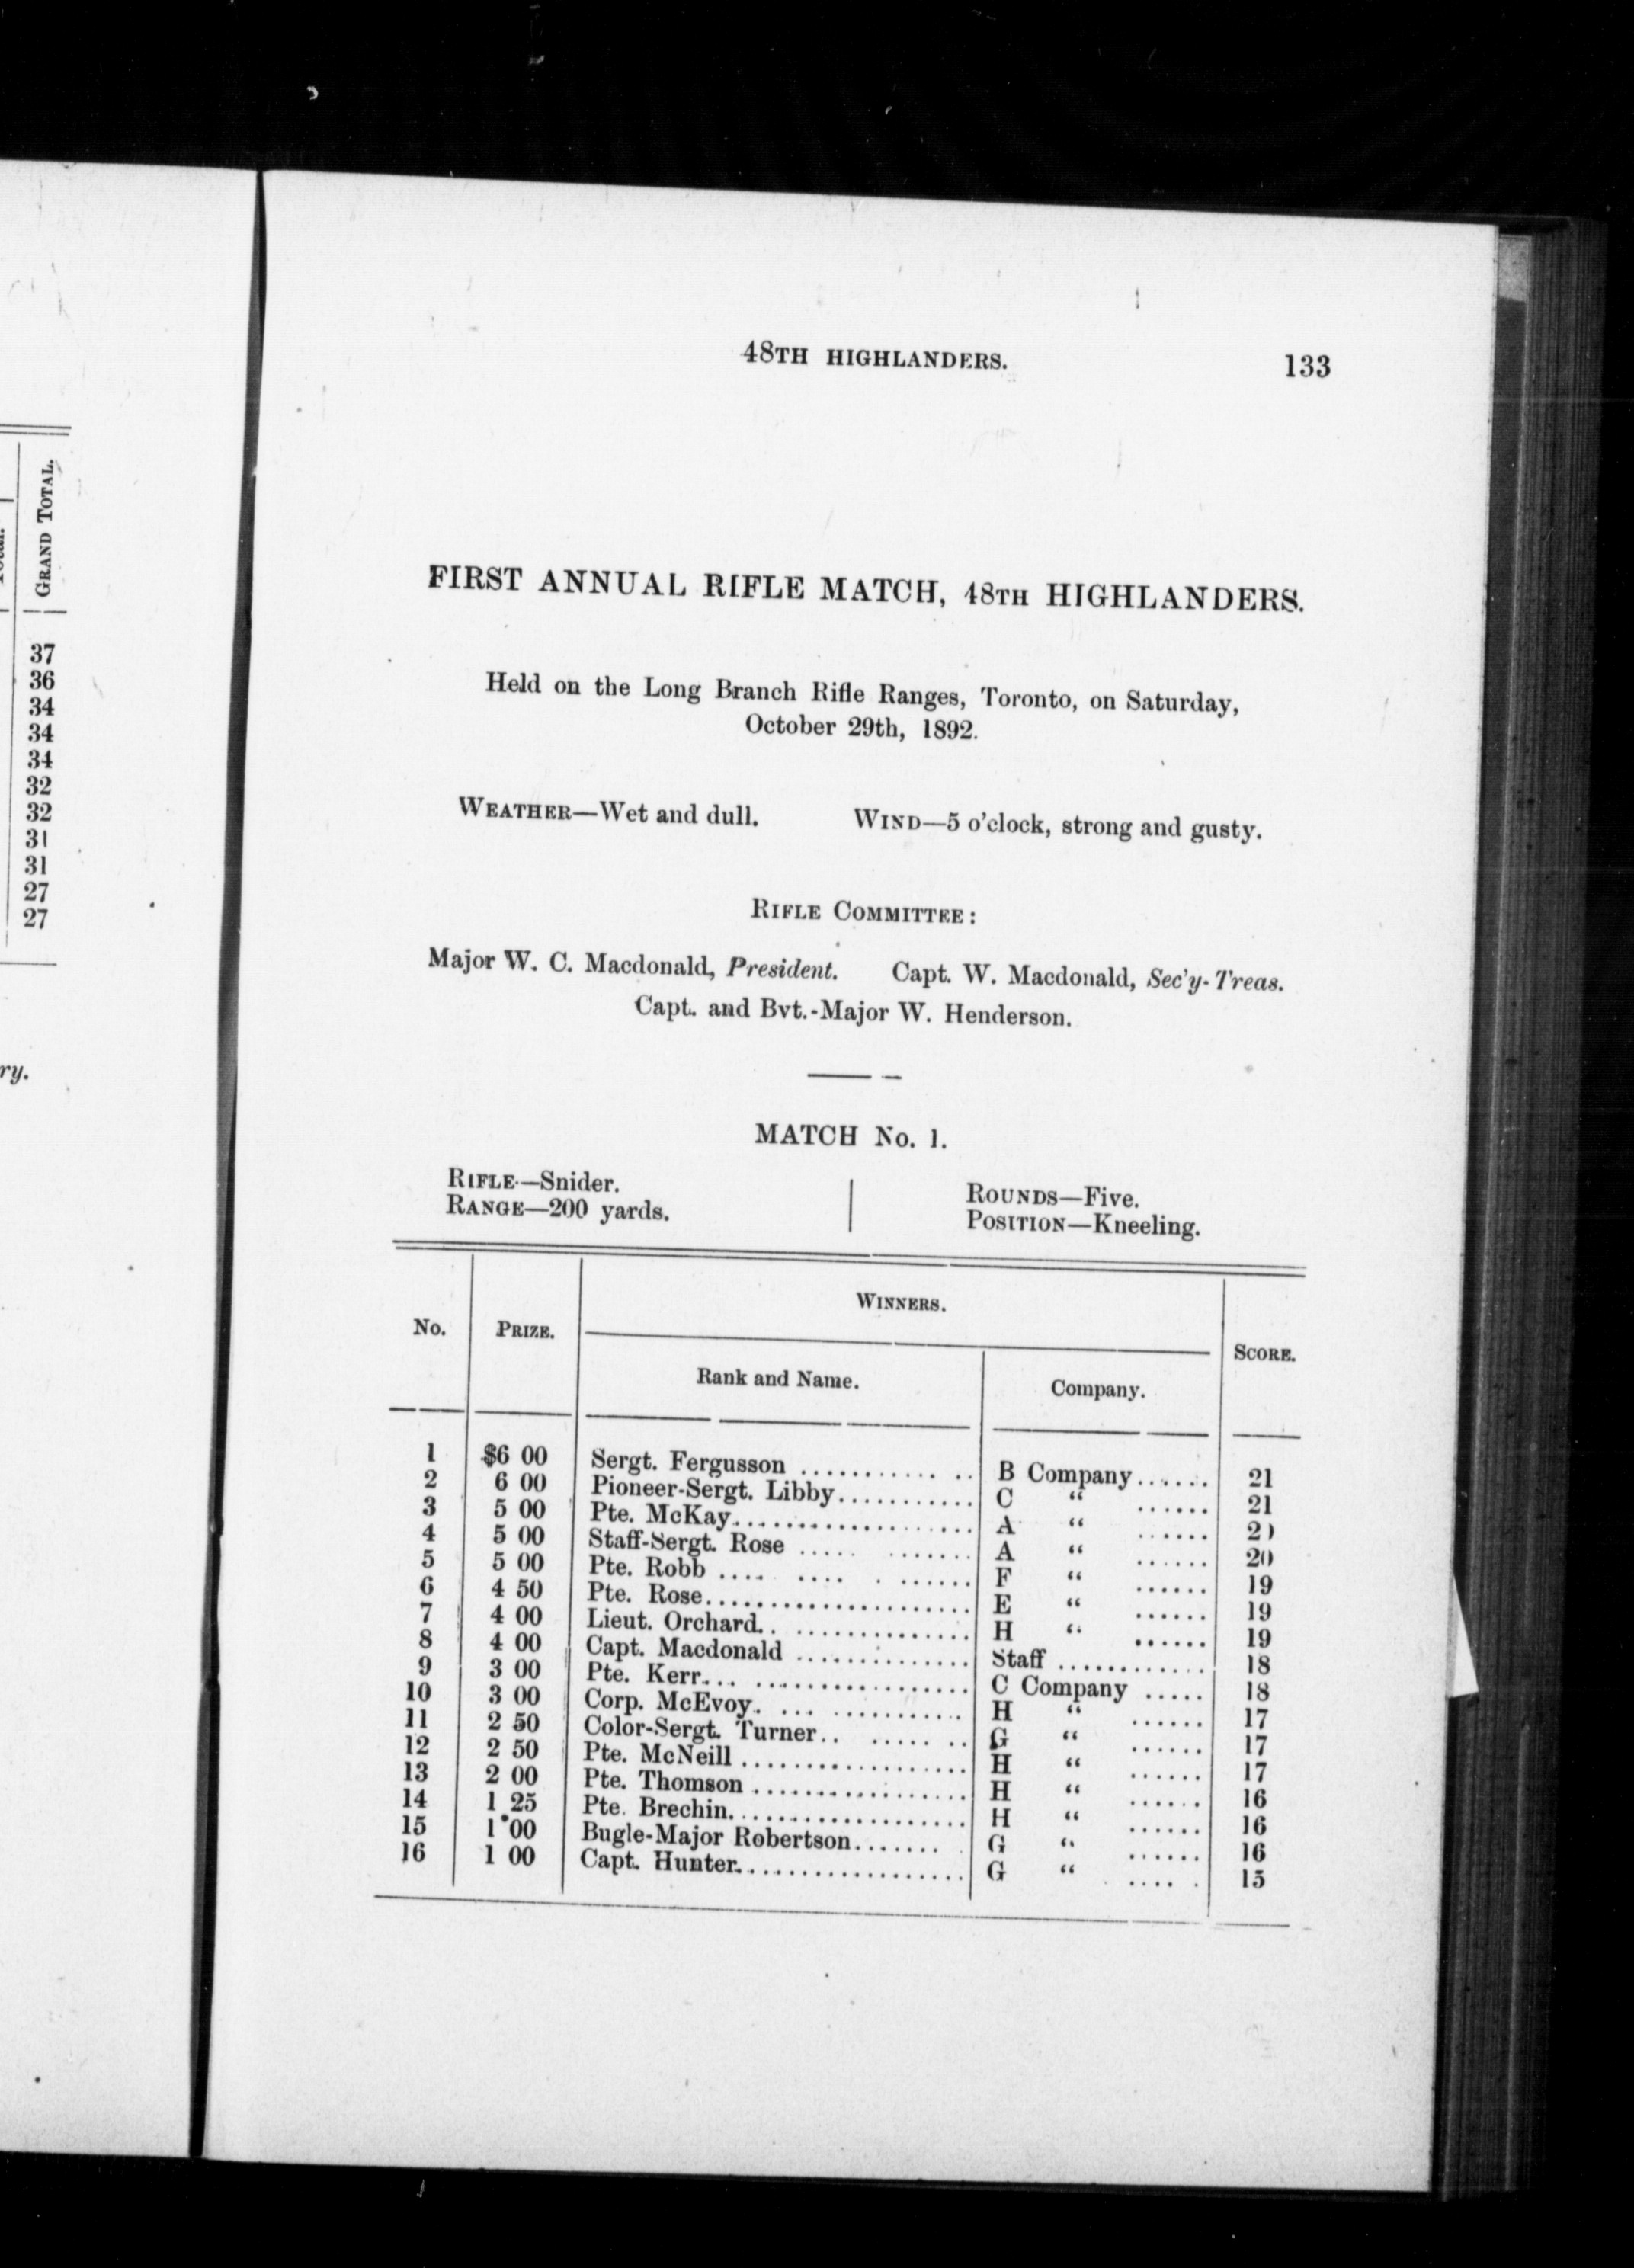 GRAND TOTAL.
37
36
34
34
34
32
32
31
31
27
27
ry.
48TH HIGHLANDERS. 133
FIRST ANNUAL RIFLE MATCH, 48TH HIGHLANDERS.
Held on the Long Branch Rifle Ranges, Toronto, on Saturday,
October 29th, 1892.
WEATHER—Wet and dull. WIND—5 o'clock, strong and gusty.
RIFLE COMMITTEE:
Major W. C. Macdonald, President. Capt. W. Macdonald, Sec'y-Treas.
Capt. and Bvt.-Major W. Henderson.
MATCH No. 1.
RIFLE—Snider. ROUNDS—Five.
RANGE—200 yards. POSITION—Kneeling.
No. PRIZE. WINNERS. SCORE.
Rank and Name. Company.
1 $6 00 Sergt. Fergusson ............. B Company...... 21
2 6 00 Pioneer-Sergt. Libby........... C " ...... 21
3 5 00 Pte. McKay.................... A " ...... 20
4 5 00 Staff-Sergt. Rose ..... ....... A " ...... 20
5 5 00 Pte. Robb .... .... . ...... F " ...... 19
6 4 50 Pte. Rose...................... E " ...... 19
7 4 00 Lieut. Orchard.. .............. H " ...... 19
8 4 00 Capt. Macdonald .............. Staff ............ 18
9 3 00 Pte. Kerr.... ................. C Company ..... 18
10 3 00 Corp. McEvoy. ... ........... H " ...... 17
11 2 50 Color-Sergt. Turner.. ...... .. G " ...... 17
12 2 50 Pte. McNeill .................. H " ...... 17
13 2 00 Pte. Thomson ................. H " ...... 16
14 1 25 Pte. Brechin.................... H " ...... 16
15 1 00 Bugle-Major Robertson....... . G " ...... 16
16 1 00 Capt. Hunter................... G " .... . 15